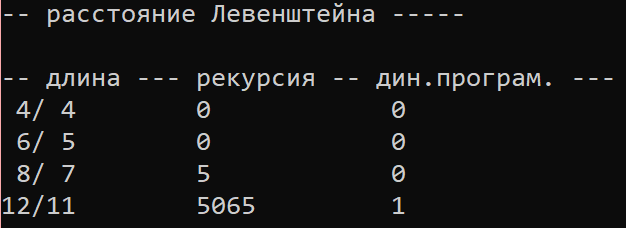 -- расстояние Левенштейна -----
-- длина --- рекурсия -- дин.програм. ---
4/ 4 0 0
6/ 5 0 0
8/ 7 5 0
12/11 5065 1